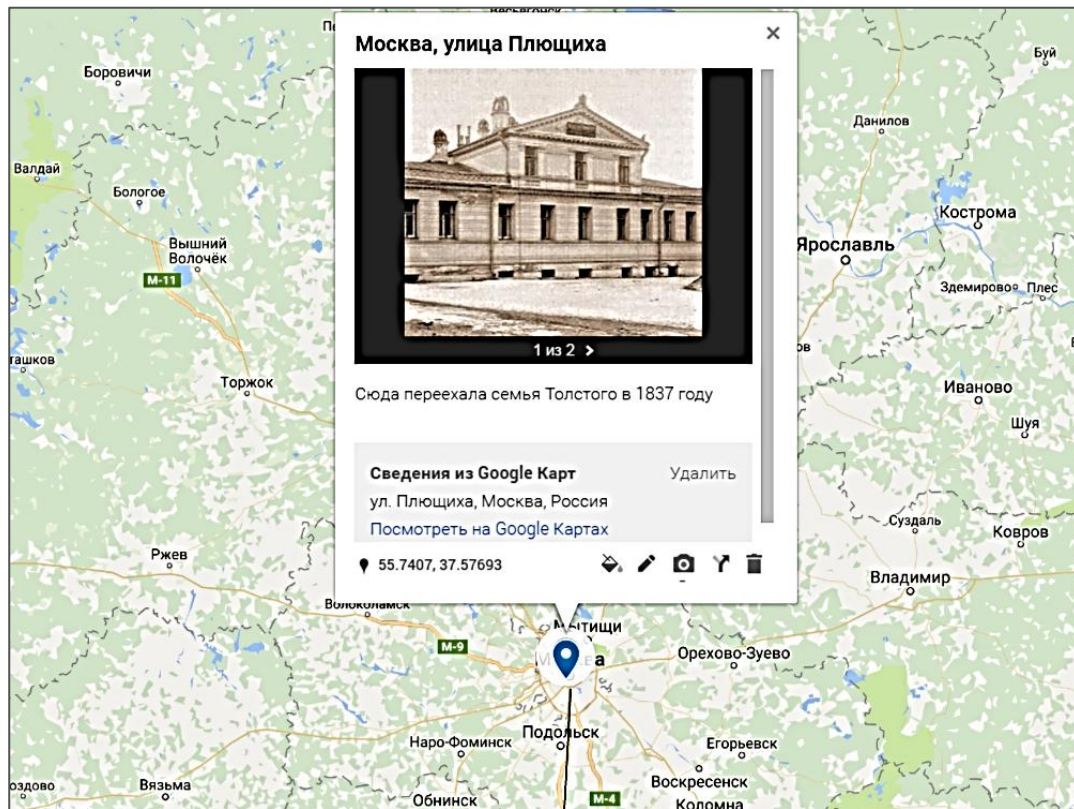 Весьегонск
Москва, улица Плющиха
Буй
Боровичи
Данилов
Валдай
Бологое
Кострома
Вышний
Волочёк
Ярославль
М-11
Здемирово
Плес
1 из 2
Торжок
Сюда переехала семья Толстого в 1837 году
Иваново
Шуя
Сведения из Google Карт
Удалить
ул. Плющиха, Москва, Россия
Посмотреть на Google Картах
Суздаль
Ковров
Ржев
55.7407, 37.57693
Владимир
Волоколамск
Мытищи
М-9
Орехово-Зуево
Подольск
Наро-Фоминск
Егорьевск
Воскресенск
Вязьма
Обнинск
М-4
Коломна